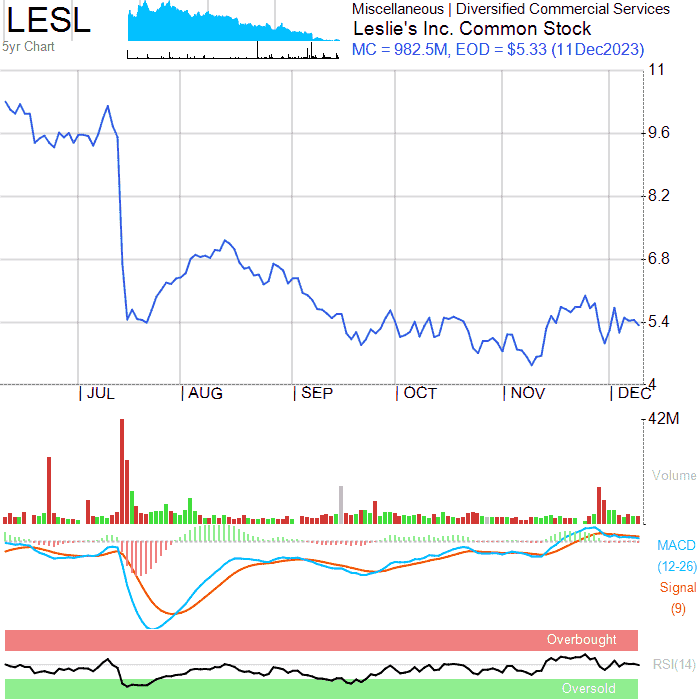 LESL
5yr Chart
Miscellaneous | Diversified Commercial Services
Leslie's Inc. Common Stock
MC = 982.5M, EOD = $5.33 (11Dec2023)
11
9.6
8.2
6.8
5.4
4
JUL AUG SEP OCT NOV DEC
42M
Volume
MACD
(12-26)
Signal
(9)
Overbought
RSI(14)
Oversold